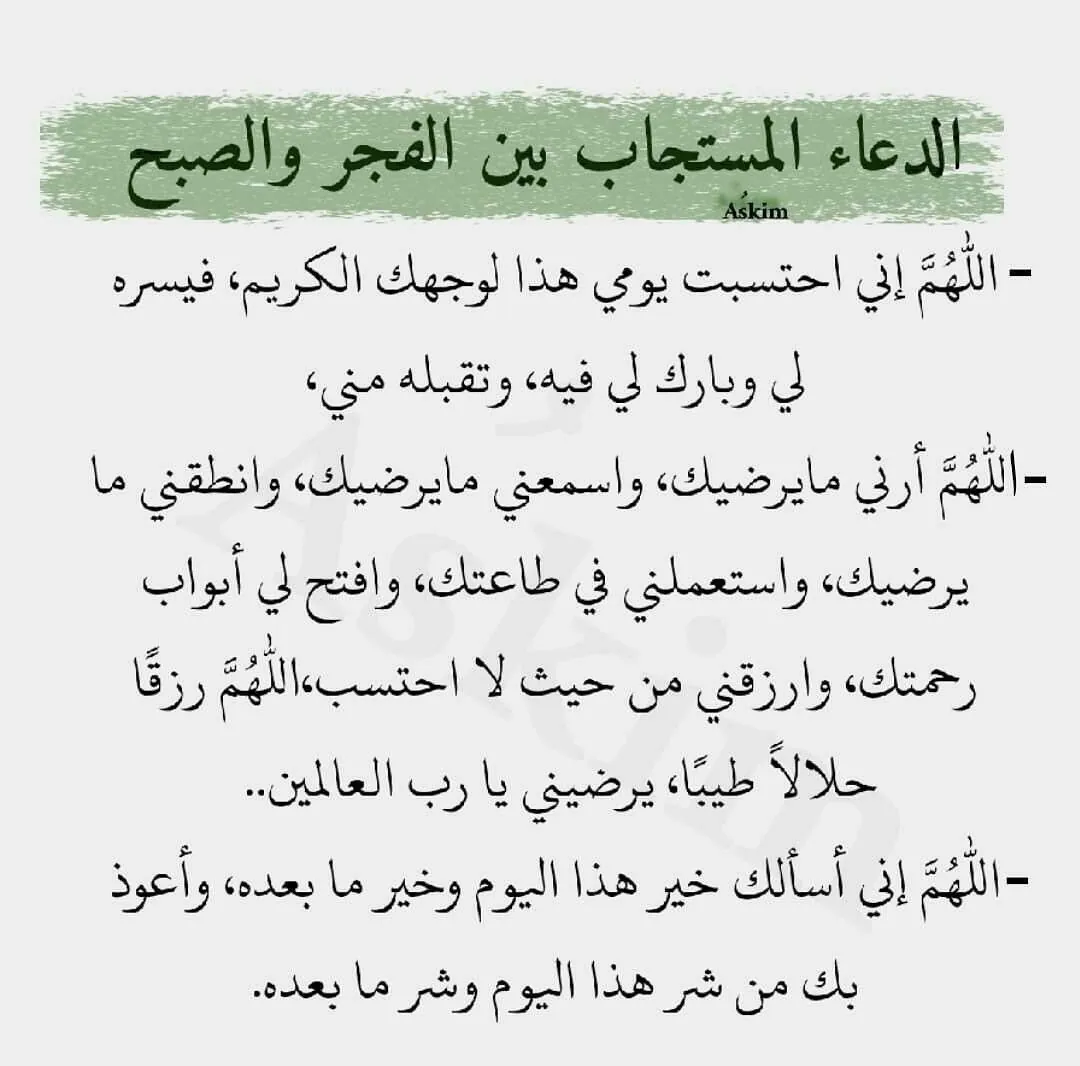 الدعاء المستجاب بين الفجر والصبح
Askim
- اللَّهُمَّ إني احتسبت يومي هذا لوجهك الكريم، فيسره
لي وبارك لي فيه، وتقبله مني،
-اللَّهُمَّ أرني مايرضيك، واسمعني مايرضيك، وانطقني ما
يرضيك، واستعملني في طاعتك، وافتح لي أبواب
رحمتك، وارزقني من حيث لا احتسب،اللَّهُمَّ رزقًا
حلالاً طيبًا، يرضيني يا رب العالمين..
-اللَّهُمَّ إني أسألك خير هذا اليوم وخير ما بعده، وأعوذ
بك من شر هذا اليوم وشر ما بعده.
Askim